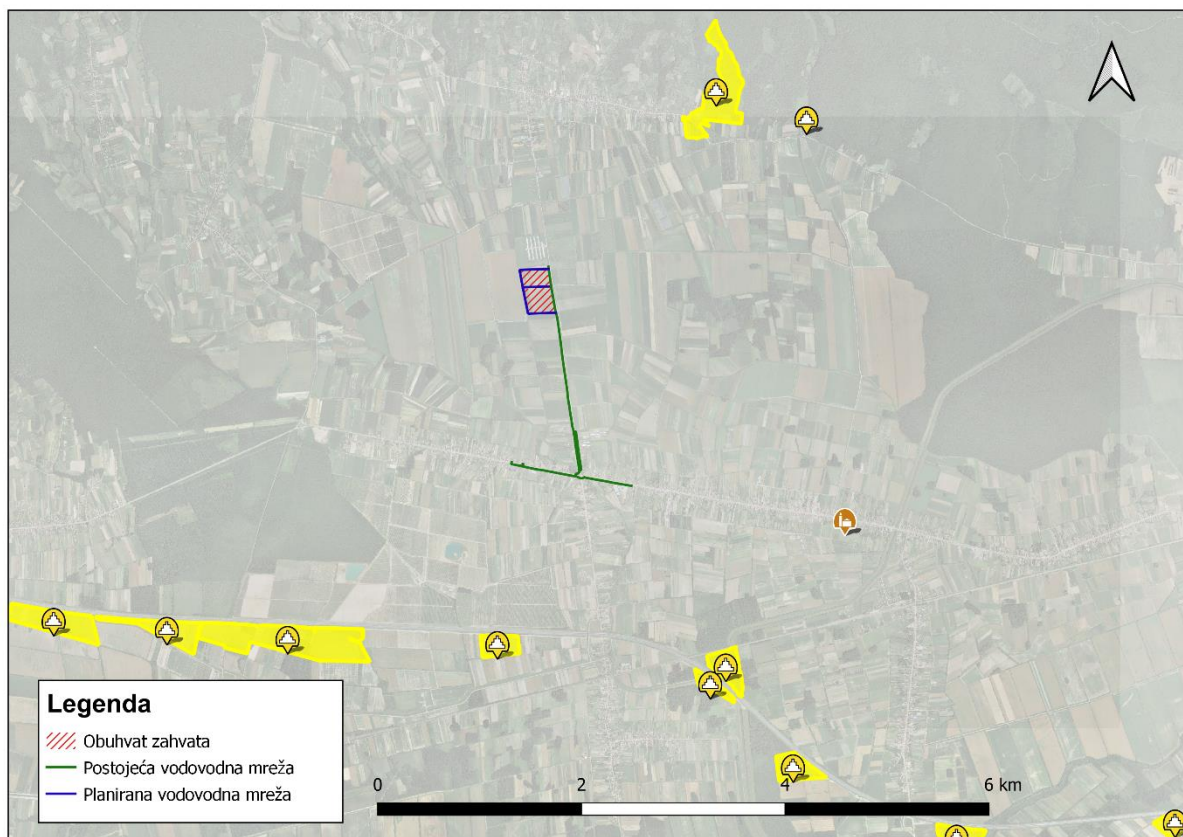 Legenda
Obuhvat zahvata
Postojeća vodovodna mreža
Planirana vodovodna mreža
0 2 4 6 km